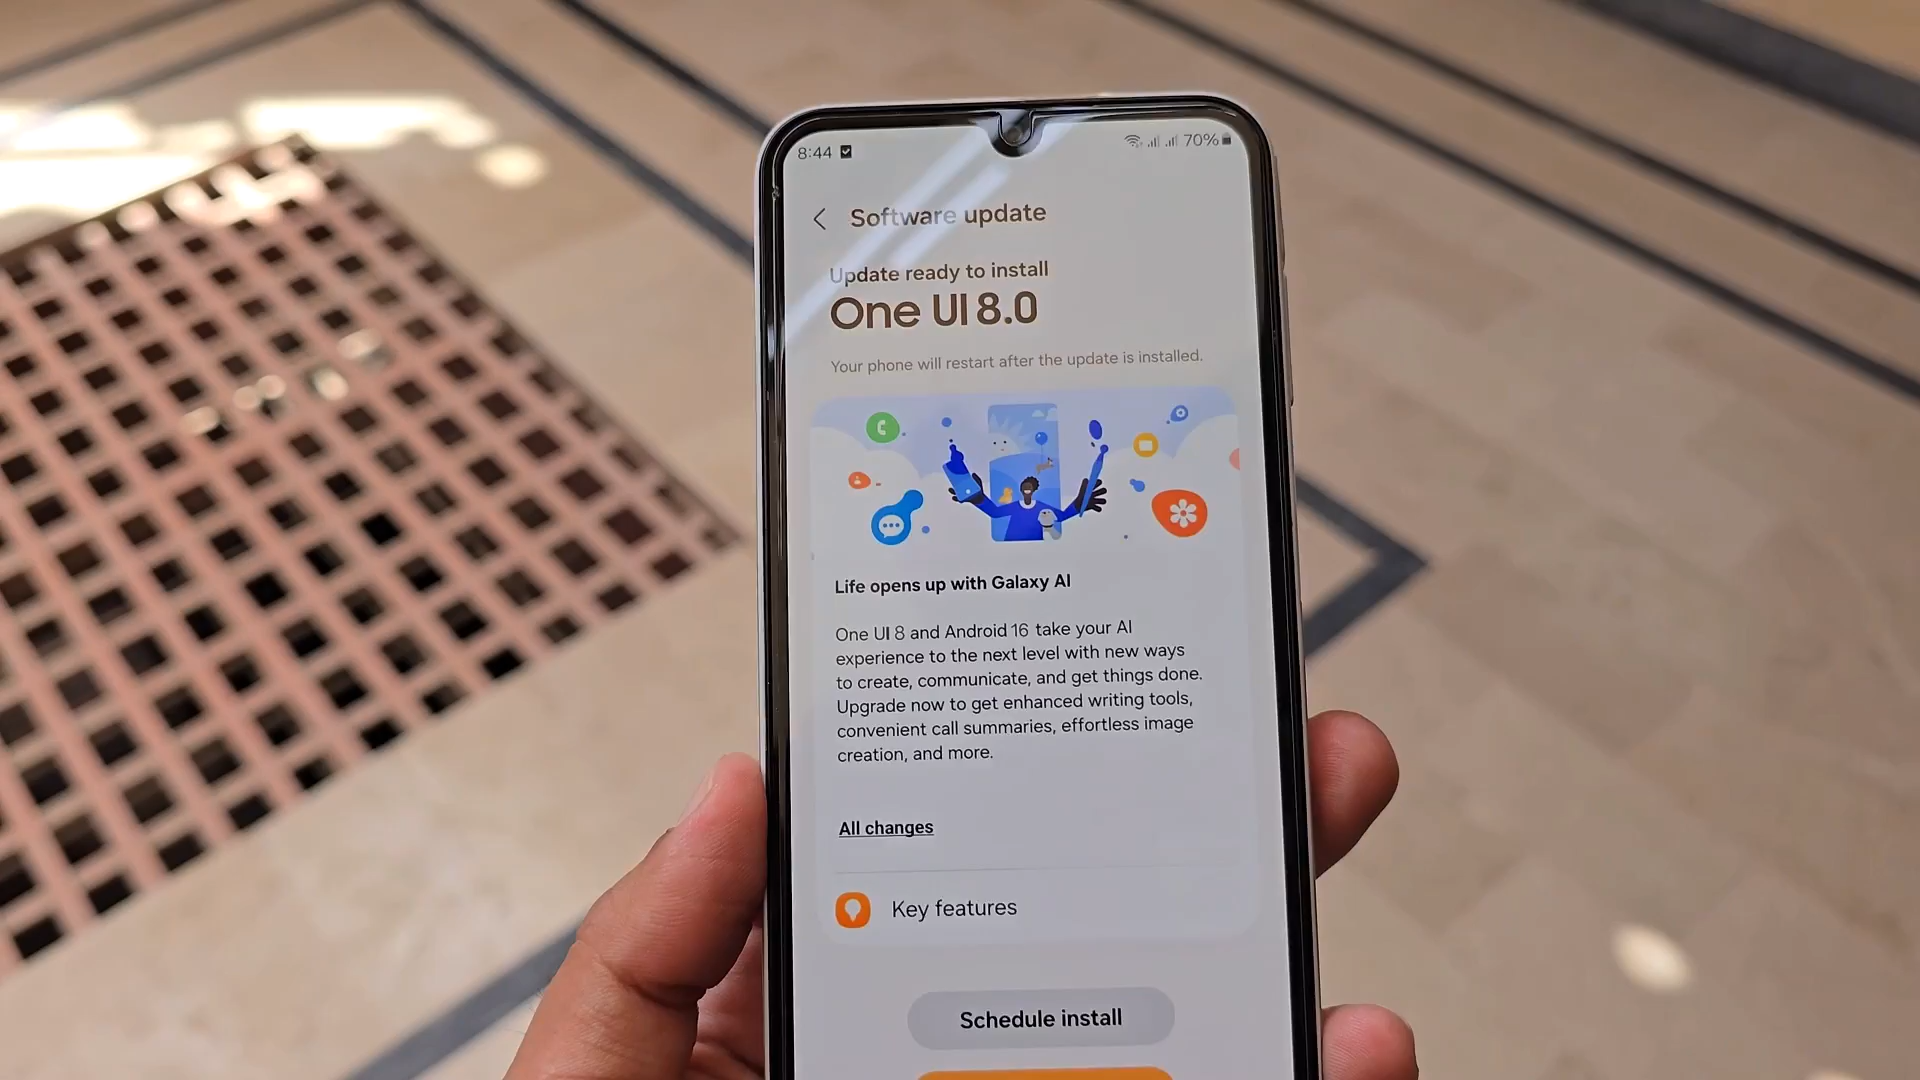 8:44
70%
Software update
Update ready to install
One UI 8.0
Your phone will restart after the update is installed.
Life opens up with Galaxy AI
One UI 8 and Android 16 take your AI
experience to the next level with new ways
to create, communicate, and get things done.
Upgrade now to get enhanced writing tools,
convenient call summaries, effortless image
creation, and more.
All changes
Key features
Schedule install